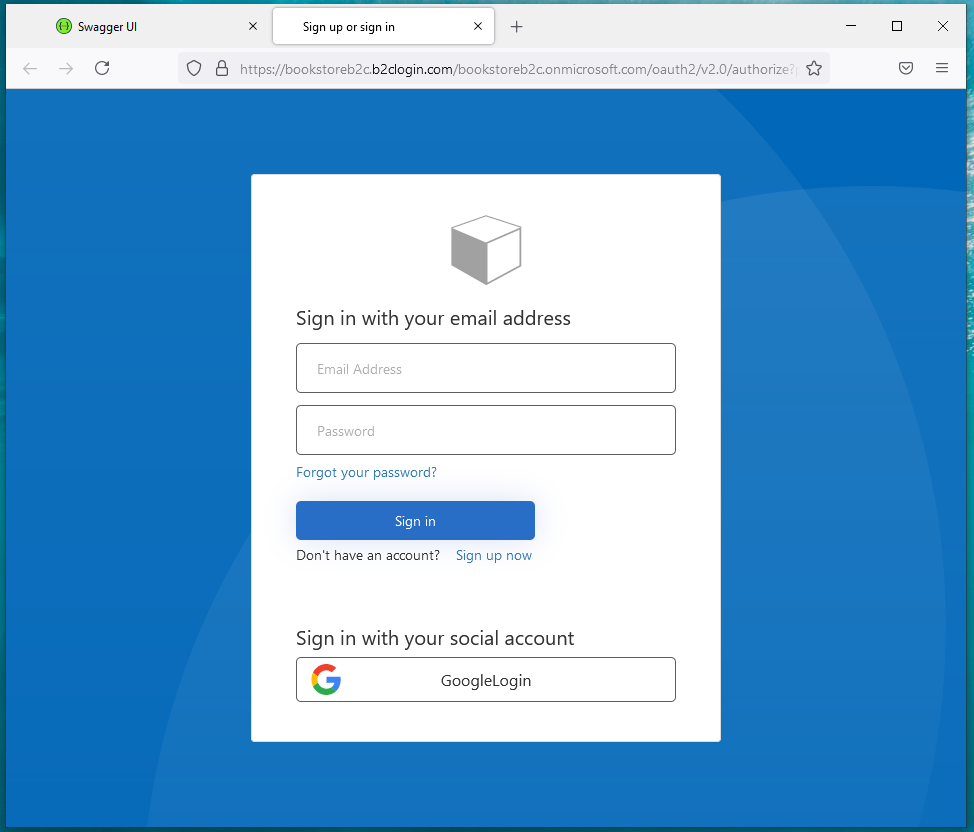 Swagger UI
Sign up or sign in
https://bookstoreb2c.b2clogin.com/bookstoreb2c.onmicrosoft.com/oauth2/v2.0/authorize?
Sign in with your email address
Email Address
Password
Forgot your password?
Sign in
Don't have an account? Sign up now
Sign in with your social account
GoogleLogin